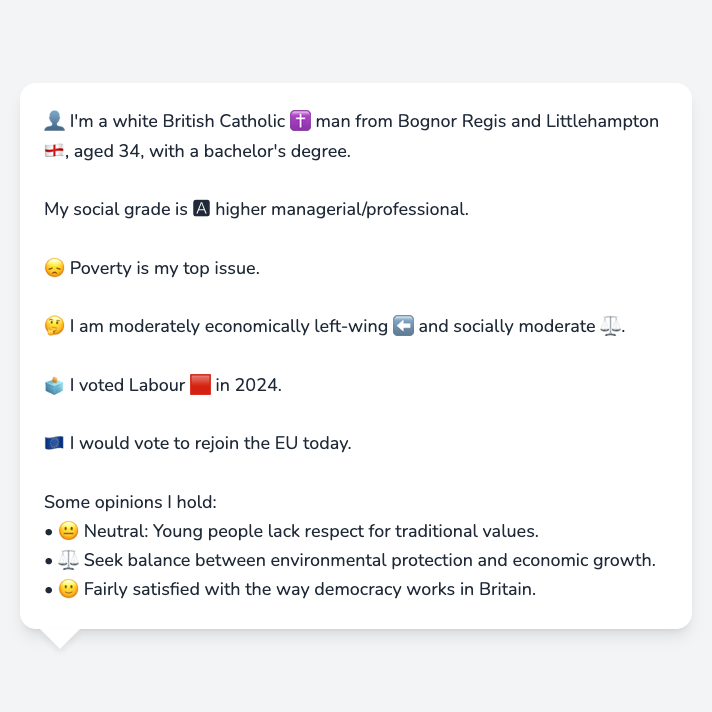 👤 I'm a white British Catholic ✝️ man from Bognor Regis and Littlehampton
🏴󠁧󠁢󠁥󠁮󠁧󠁿, aged 34, with a bachelor's degree.
My social grade is 🅰 higher managerial/professional.
😞 Poverty is my top issue.
🤔 I am moderately economically left-wing ⬅️ and socially moderate ⚖️.
🗳️ I voted Labour 🟥 in 2024.
🇪🇺 I would vote to rejoin the EU today.
Some opinions I hold:
• 😐 Neutral: Young people lack respect for traditional values.
• ⚖️ Seek balance between environmental protection and economic growth.
• 🙂 Fairly satisfied with the way democracy works in Britain.